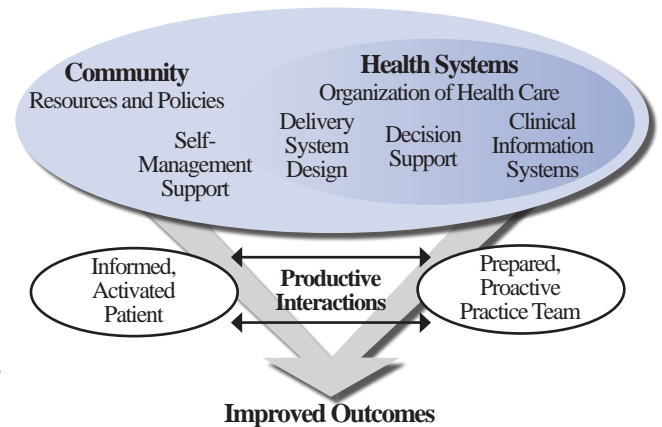 Community
Resources and Policies
Health Systems
Organization of Health Care
Self-
Management
Support
Delivery
System
Design
Decision
Support
Clinical
Information
Systems
Informed,
Activated
Patient
Productive
Interactions
Prepared,
Proactive
Practice Team
Improved Outcomes